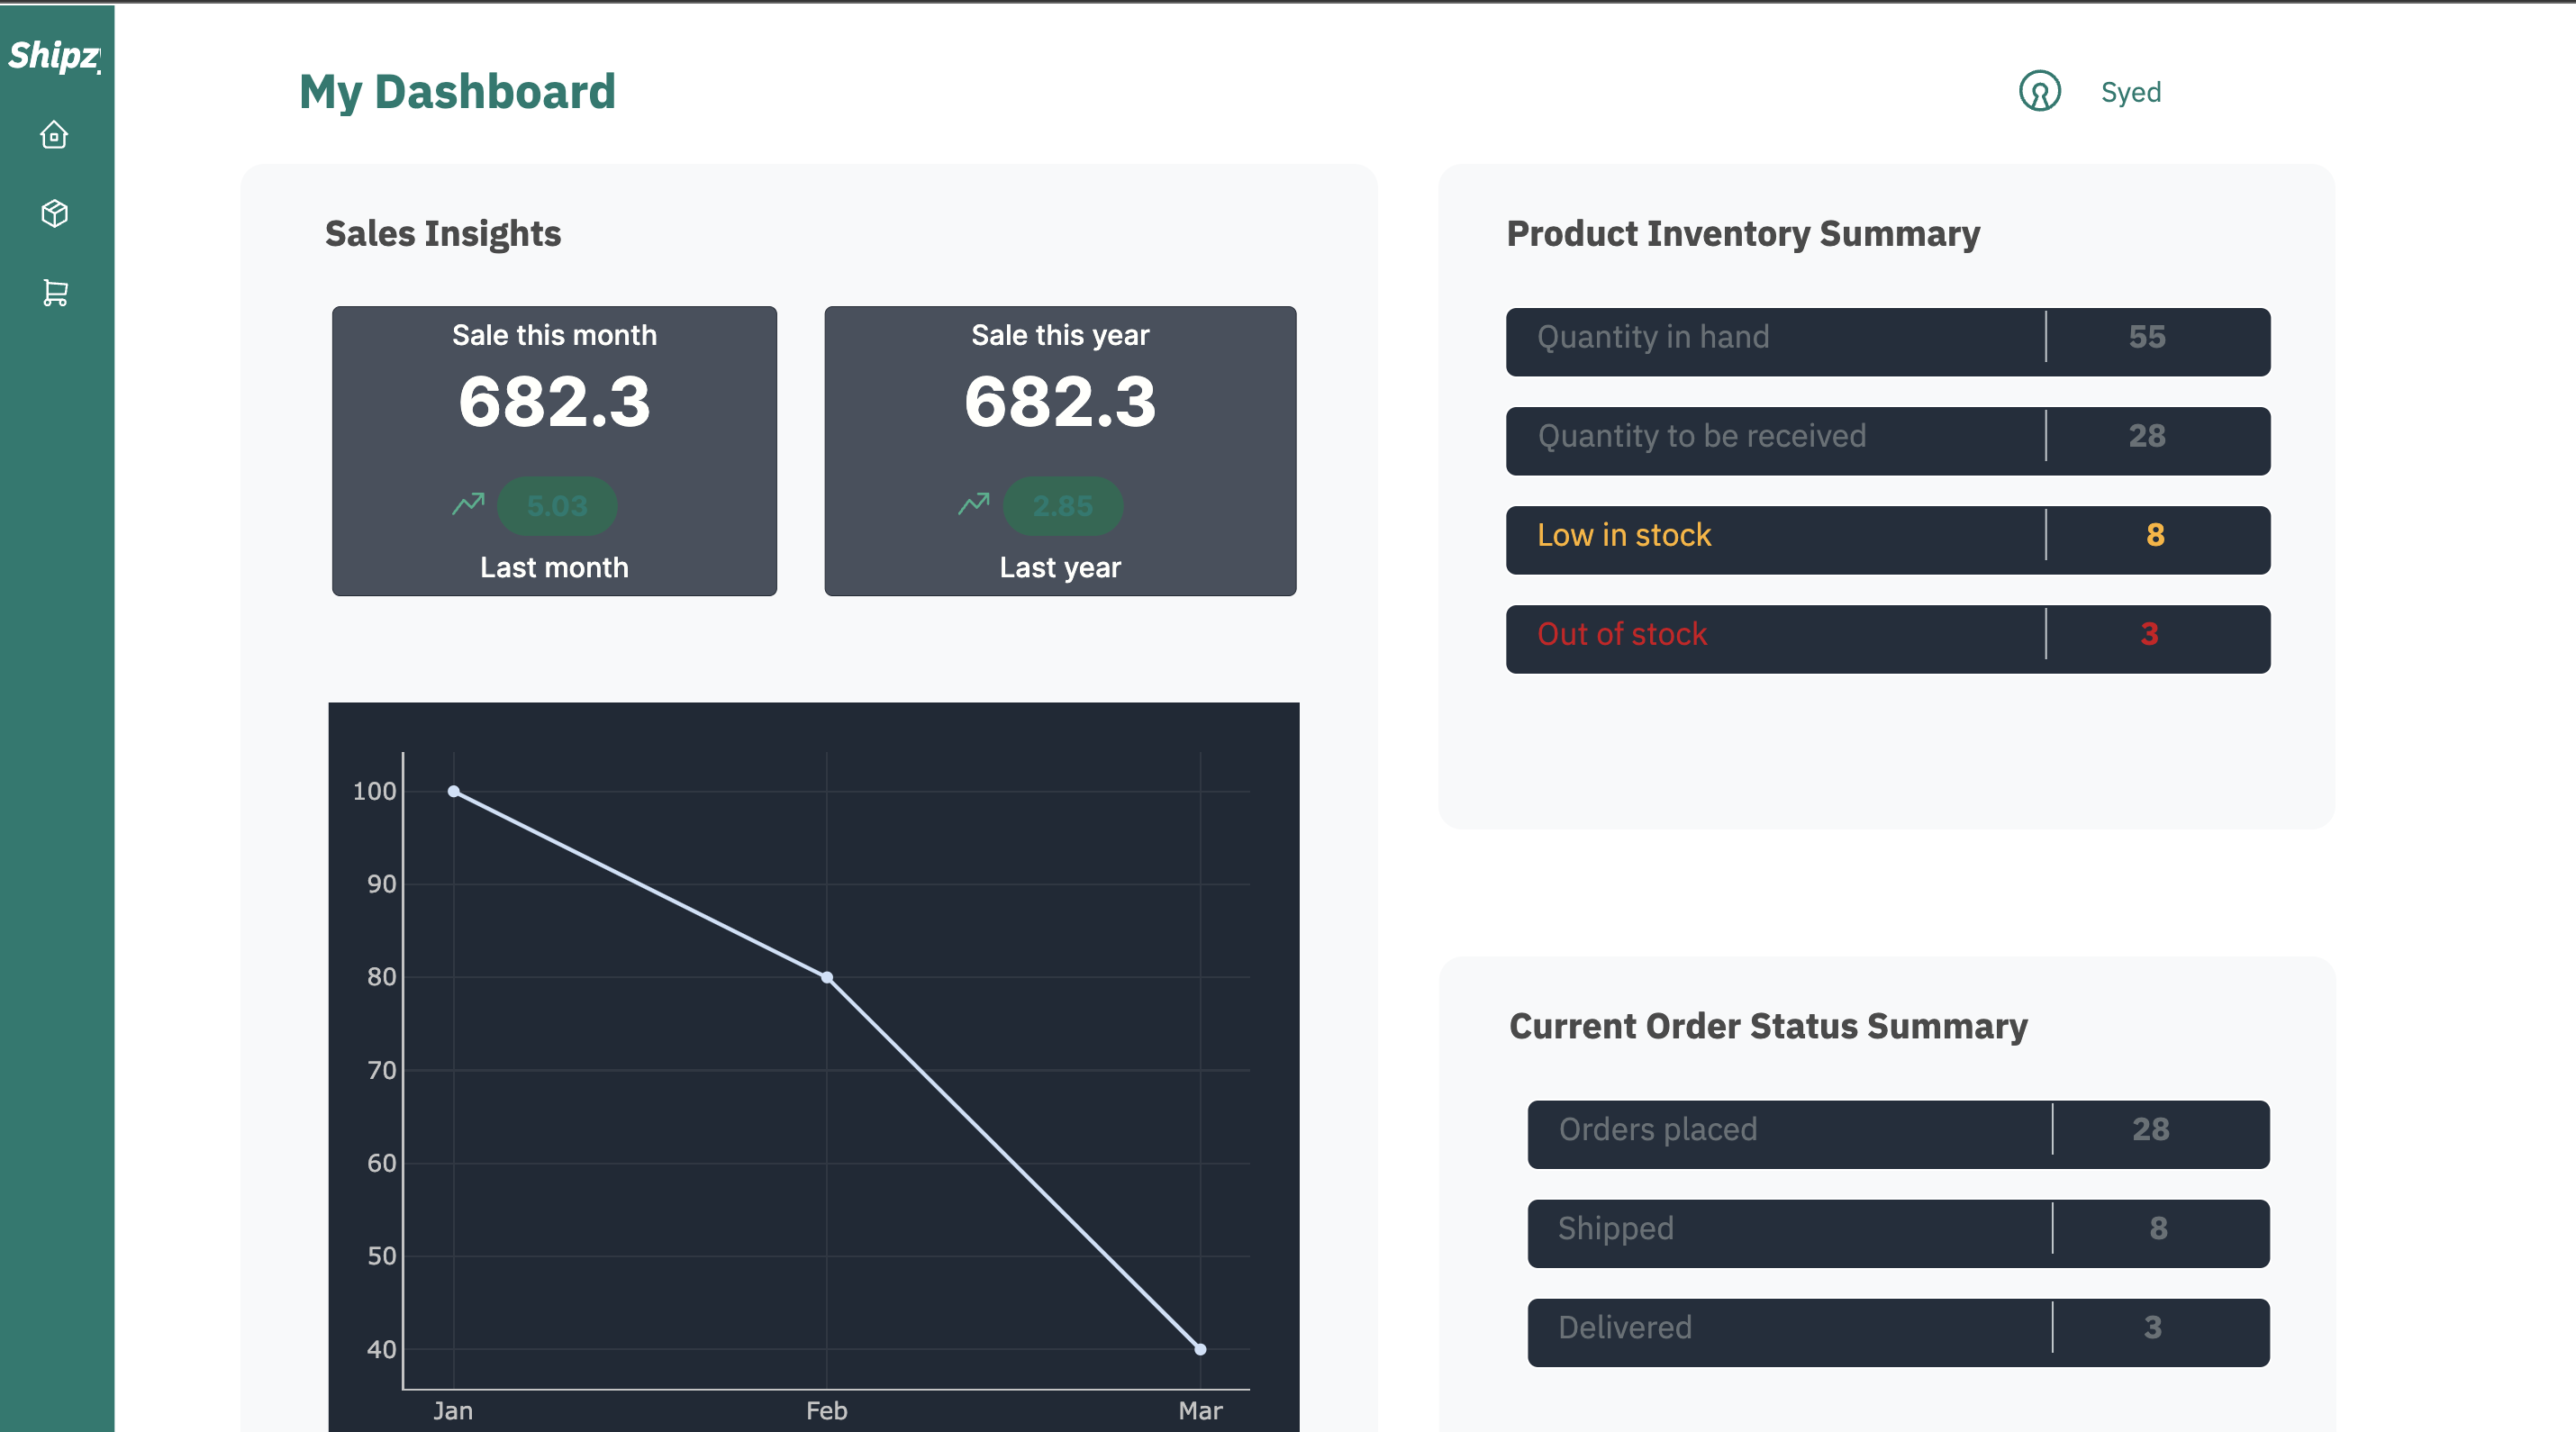 Shipz
My Dashboard
Syed
Sales Insights
Sale this month
682.3
5.03
Last month
Sale this year
682.3
2.85
Last year
100
90
80
70
60
50
40
Jan Feb Mar
Product Inventory Summary
Quantity in hand 55
Quantity to be received 28
Low in stock 8
Out of stock 3
Current Order Status Summary
Orders placed 28
Shipped 8
Delivered 3